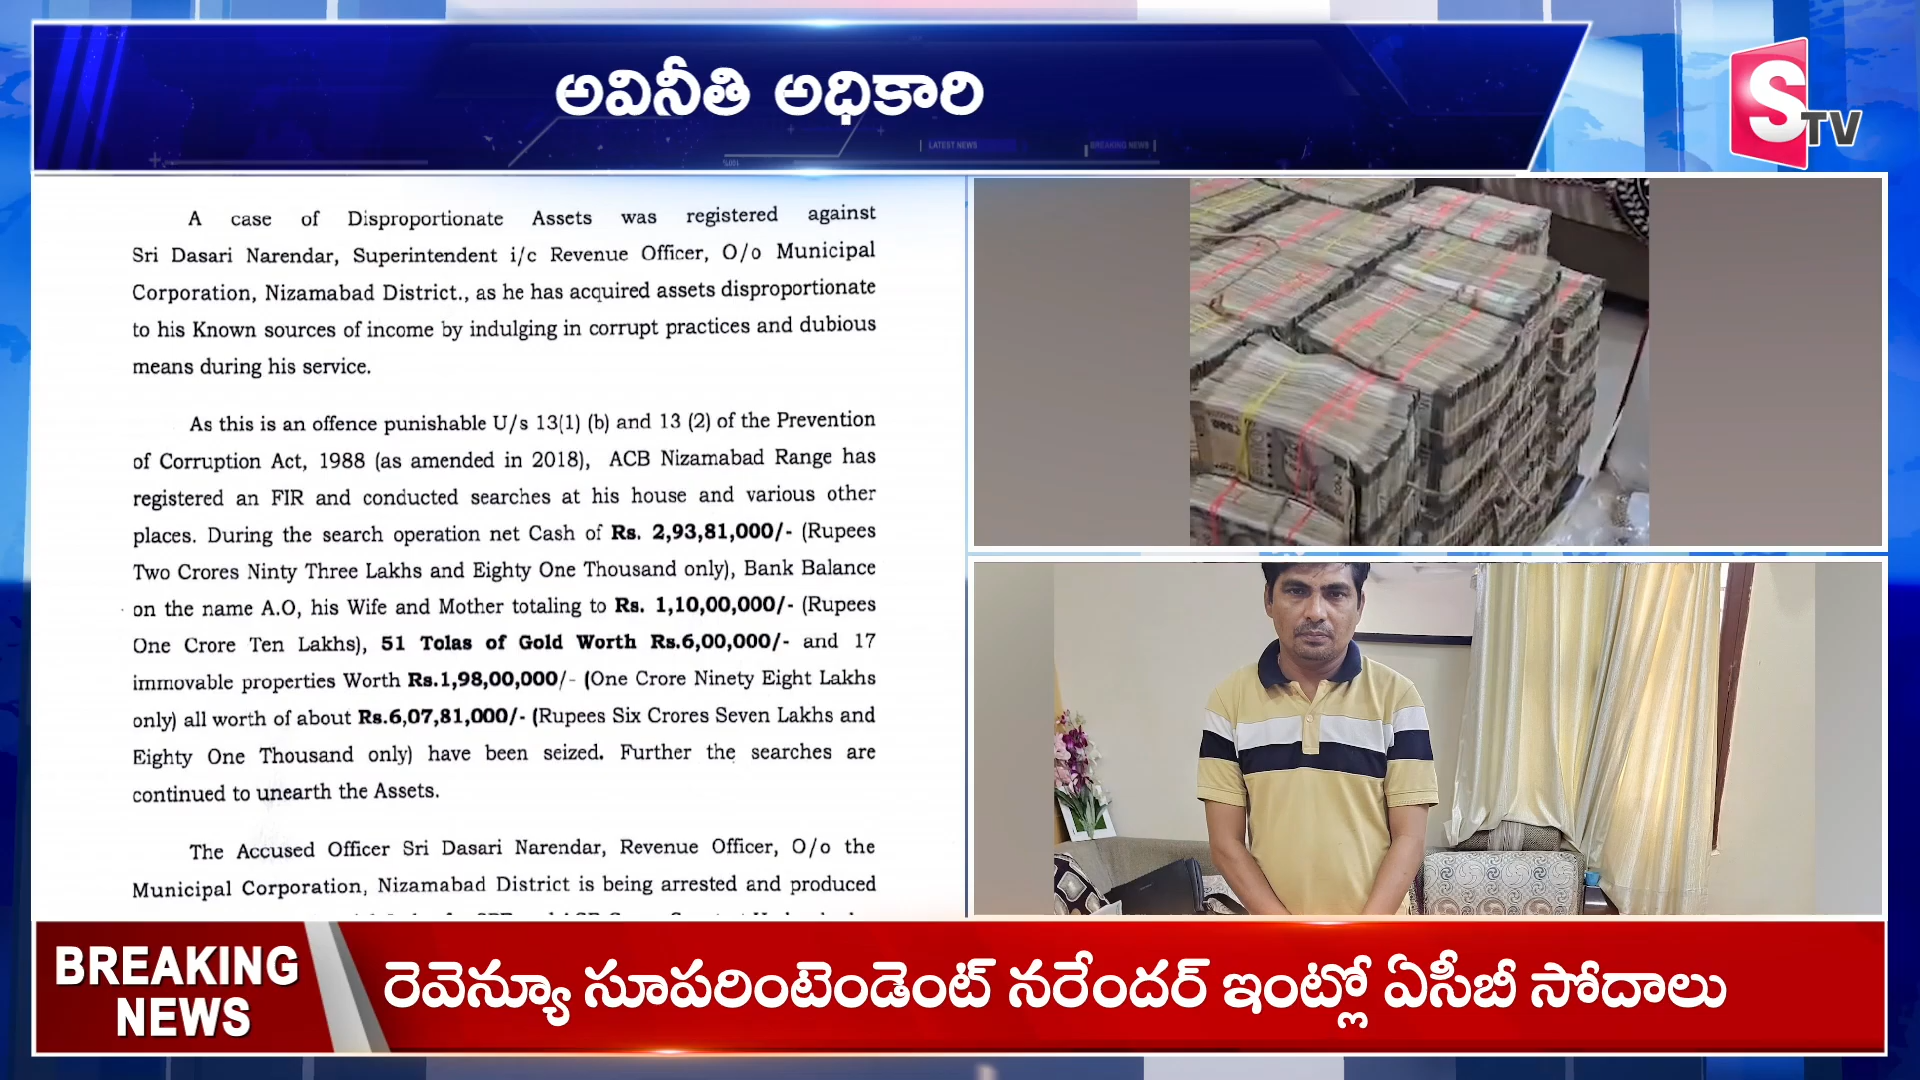 అవినీతి అధికారి
LATEST NEWS
BREAKING NEWS
S TV
A case of Disproportionate Assets was registered against
Sri Dasari Narendar, Superintendent i/c Revenue Officer, O/o Municipal
Corporation, Nizamabad District., as he has acquired assets disproportionate
to his Known sources of income by indulging in corrupt practices and dubious
means during his service.
As this is an offence punishable U/s 13(1) (b) and 13 (2) of the Prevention
of Corruption Act, 1988 (as amended in 2018), ACB Nizamabad Range has
registered an FIR and conducted searches at his house and various other
places. During the search operation net Cash of Rs. 2,93,81,000/- (Rupees
Two Crores Ninty Three Lakhs and Eighty One Thousand only), Bank Balance
on the name A.O, his Wife and Mother totaling to Rs. 1,10,00,000/- (Rupees
One Crore Ten Lakhs), 51 Tolas of Gold Worth Rs.6,00,000/- and 17
immovable properties Worth Rs.1,98,00,000/- (One Crore Ninety Eight Lakhs
only) all worth of about Rs.6,07,81,000/- (Rupees Six Crores Seven Lakhs and
Eighty One Thousand only) have been seized. Further the searches are
continued to unearth the Assets.
The Accused Officer Sri Dasari Narendar, Revenue Officer, O/o the
Municipal Corporation, Nizamabad District is being arrested and produced
BREAKING
NEWS
రెవెన్యూ సూపరింటెండెంట్ నరేందర్ ఇంట్లో ఏసీబీ సోదాలు